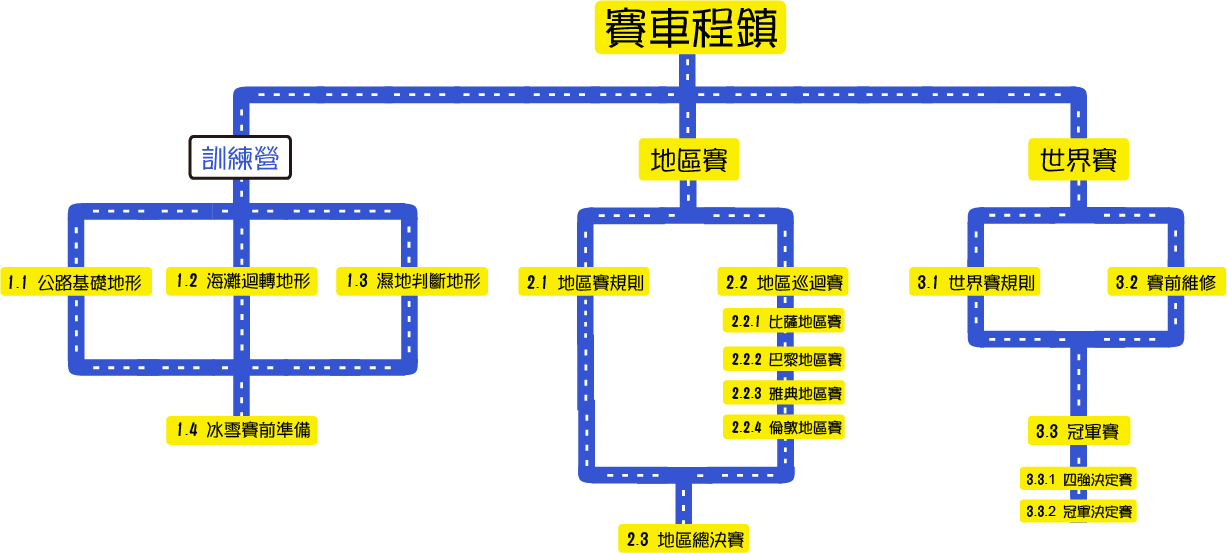 賽車程鎮
訓練營
地區賽
世界賽
1.1 公路基礎地形
1.2 海灘迴轉地形
1.3 濕地判斷地形
2.1 地區賽規則
2.2 地區巡迴賽
3.1 世界賽規則
3.2 賽前維修
2.2.1 比薩地區賽
2.2.2 巴黎地區賽
2.2.3 雅典地區賽
2.2.4 倫敦地區賽
1.4 冰雪賽前準備
3.3 冠軍賽
3.3.1 四強決定賽
3.3.2 冠軍決定賽
2.3 地區總決賽